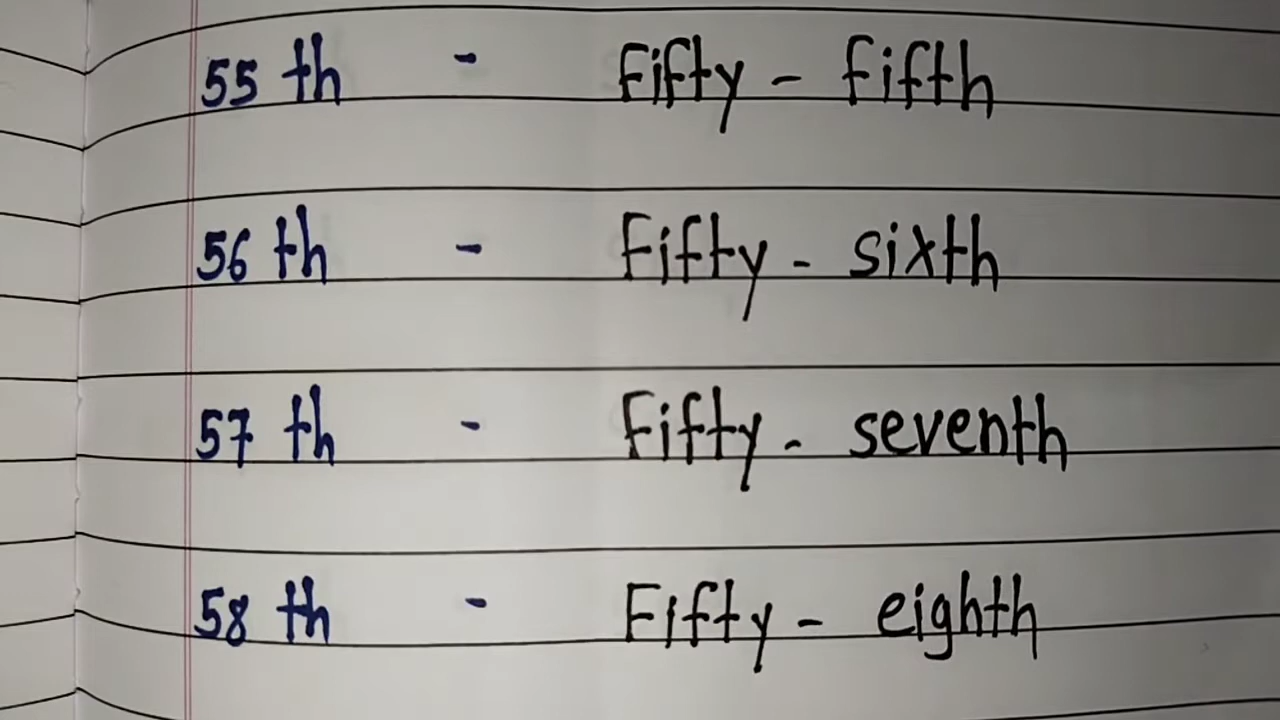 55 th - Fifty - fifth
56 th - Fifty - sixth
57 th - Fifty - seventh
58 th - Fifty - eighth